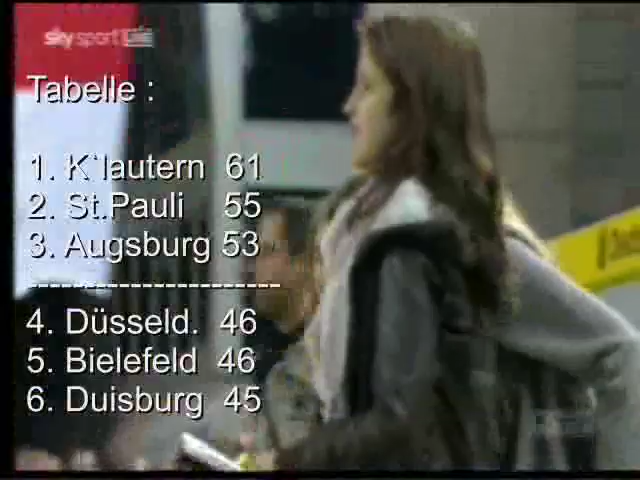 sky sport
Tabelle :
1. K`lautern 61
2. St.Pauli 55
3. Augsburg 53
----------------------
4. Düsseld. 46
5. Bielefeld 46
6. Duisburg 45